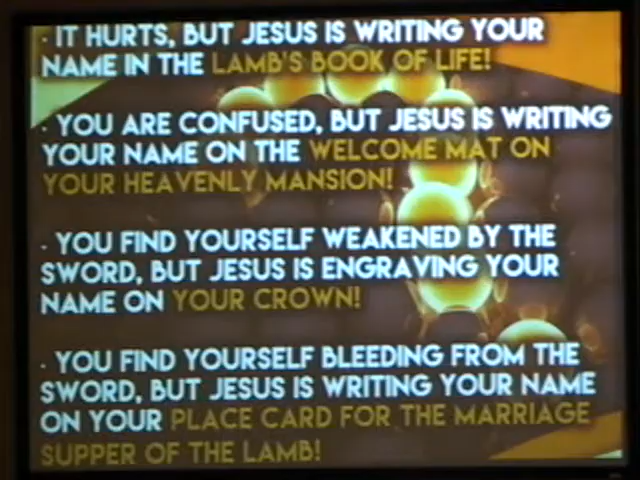 · IT HURTS, BUT JESUS IS WRITING YOUR
NAME IN THE LAMB'S BOOK OF LIFE!
· YOU ARE CONFUSED, BUT JESUS IS WRITING
YOUR NAME ON THE WELCOME MAT ON
YOUR HEAVENLY MANSION!
· YOU FIND YOURSELF WEAKENED BY THE
SWORD, BUT JESUS IS ENGRAVING YOUR
NAME ON YOUR CROWN!
· YOU FIND YOURSELF BLEEDING FROM THE
SWORD, BUT JESUS IS WRITING YOUR NAME
ON YOUR PLACE CARD FOR THE MARRIAGE
SUPPER OF THE LAMB!